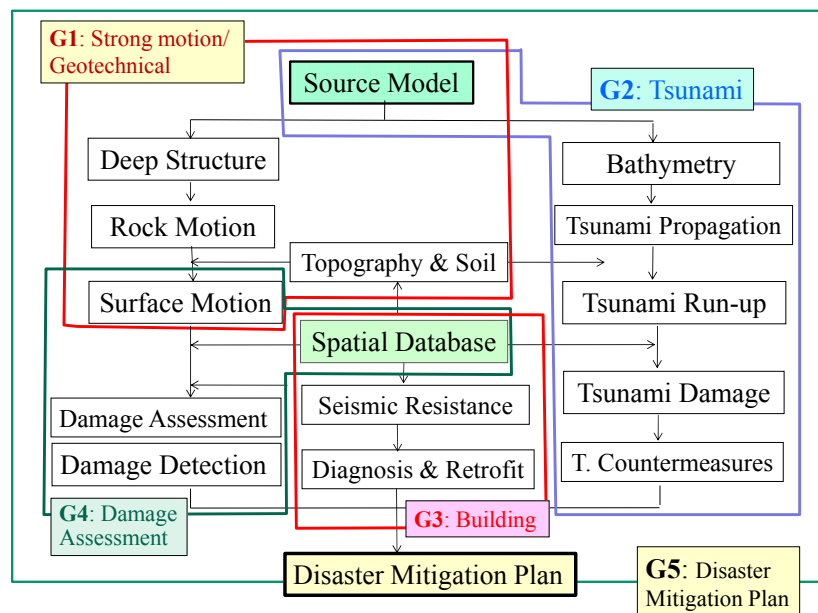 G1: Strong motion/
Geotechnical
Source Model
G2: Tsunami
Deep Structure
Bathymetry
Rock Motion
Tsunami Propagation
Topography & Soil
Surface Motion
Tsunami Run-up
Spatial Database
Damage Assessment
Seismic Resistance
Tsunami Damage
Damage Detection
Diagnosis & Retrofit
T. Countermeasures
G4: Damage
Assessment
G3: Building
Disaster Mitigation Plan
G5: Disaster
Mitigation Plan